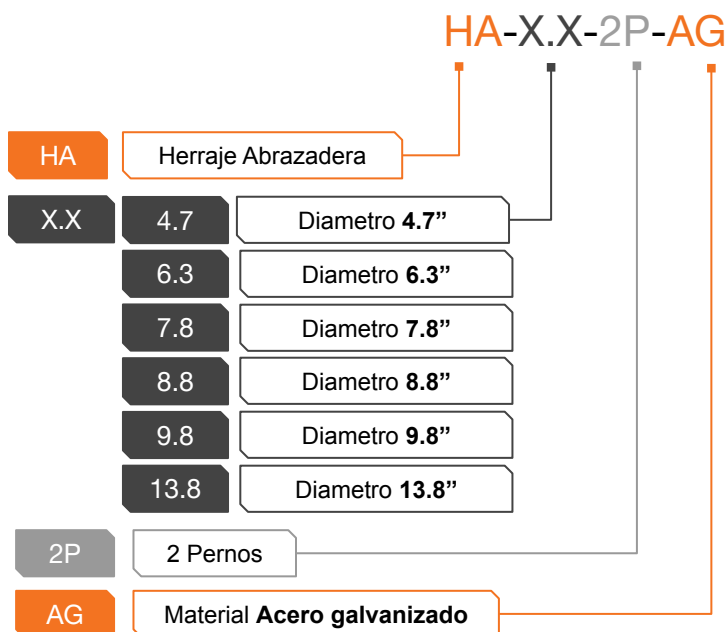 HA-X.X-2P-AG
HA Herraje Abrazadera
X.X 4.7 Diametro 4.7”
6.3 Diametro 6.3”
7.8 Diametro 7.8”
8.8 Diametro 8.8”
9.8 Diametro 9.8”
13.8 Diametro 13.8”
2P 2 Pernos
AG Material Acero galvanizado